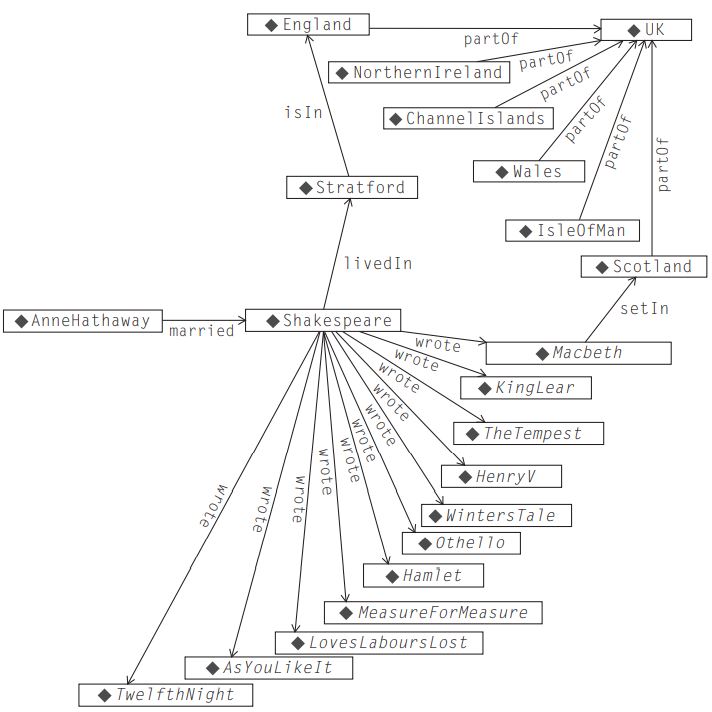 ◆England
◆UK
partOf
◆NorthernIreland
partOf
partOf
◆ChannelIslands
isIn
partOf
partOf
partOf
◆Wales
◆Stratford
◆IsleOfMan
livedIn
◆Scotland
setIn
◆AnneHathaway
married
◆Shakespeare
wrote
◆Macbeth
wrote
◆KingLear
wrote
◆TheTempest
wrote
◆HenryV
wrote
◆WintersTale
wrote
◆Othello
wrote
◆Hamlet
wrote
◆MeasureForMeasure
wrote
◆LovesLaboursLost
wrote
◆AsYouLikeIt
wrote
◆TwelfthNight